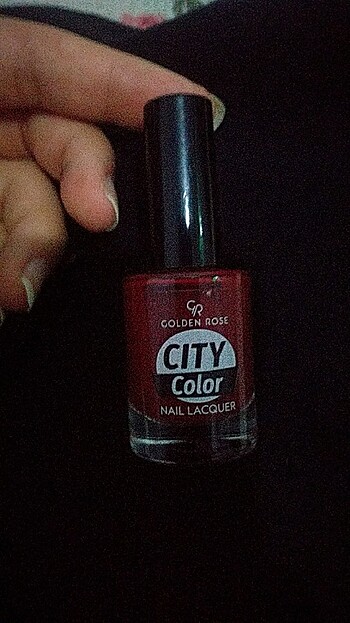 GR
GOLDEN ROSE
CITY
Color
NAIL LACQUER